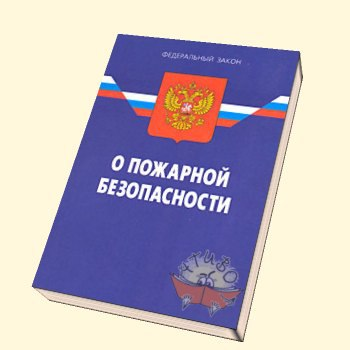 ФЕДЕРАЛЬНЫЙ ЗАКОН
О ПОЖАРНОЙ
БЕЗОПАСНОСТИ